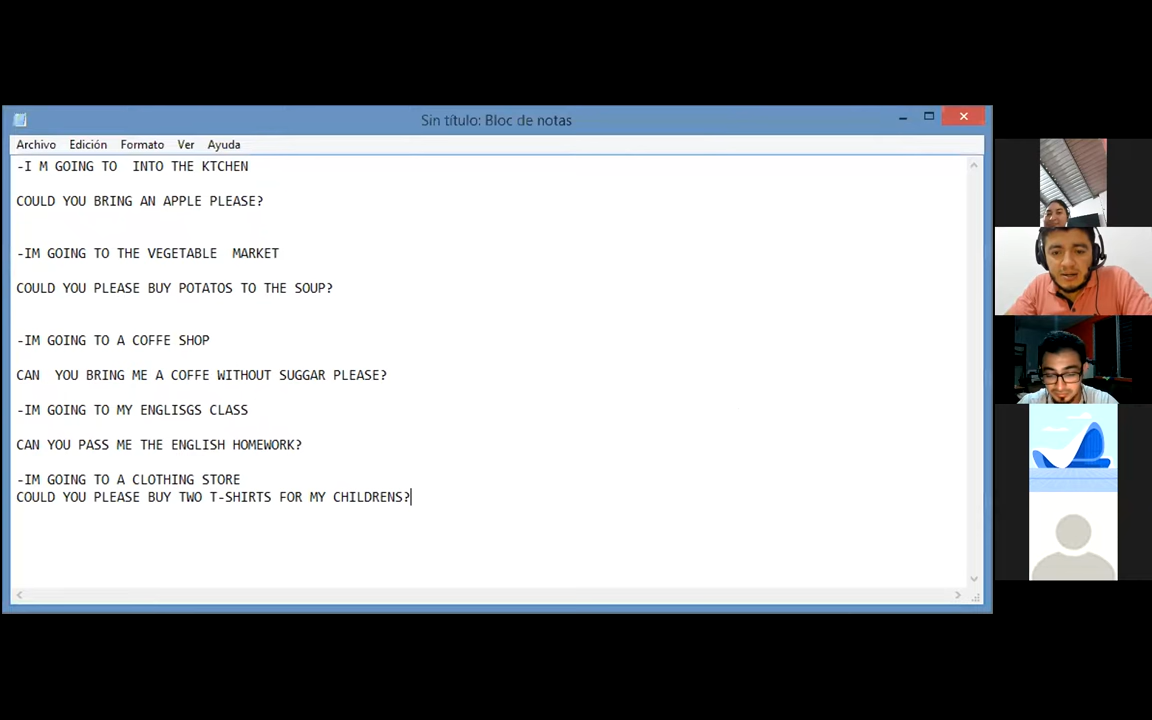 Sin título: Bloc de notas
Archivo Edición Formato Ver Ayuda
-I M GOING TO  INTO THE KTCHEN
COULD YOU BRING AN APPLE PLEASE?
-IM GOING TO THE VEGETABLE  MARKET
COULD YOU PLEASE BUY POTATOS TO THE SOUP?
-IM GOING TO A COFFE SHOP
CAN  YOU BRING ME A COFFE WITHOUT SUGGAR PLEASE?
-IM GOING TO MY ENGLISGS CLASS
CAN YOU PASS ME THE ENGLISH HOMEWORK?
-IM GOING TO A CLOTHING STORE
COULD YOU PLEASE BUY TWO T-SHIRTS FOR MY CHILDRENS?